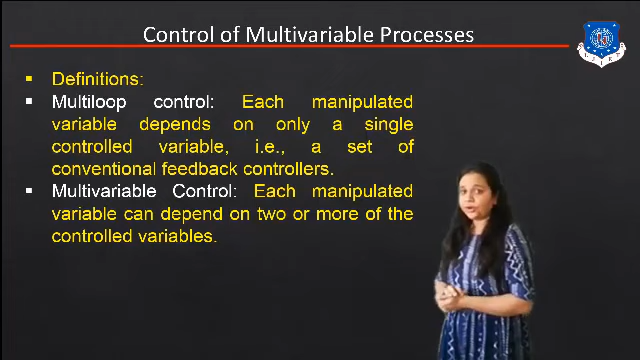 Control of Multivariable Processes
Definitions:
Multiloop control: Each manipulated
variable depends on only a single
controlled variable, i.e., a set of
conventional feedback controllers.
Multivariable Control: Each manipulated
variable can depend on two or more of the
controlled variables.